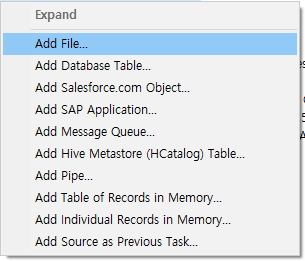 Expand
Add File...
Add Database Table...
Add Salesforce.com Object...
Add SAP Application...
Add Message Queue...
Add Hive Metastore (HCatalog) Table...
Add Pipe...
Add Table of Records in Memory...
Add Individual Records in Memory...
Add Source as Previous Task...